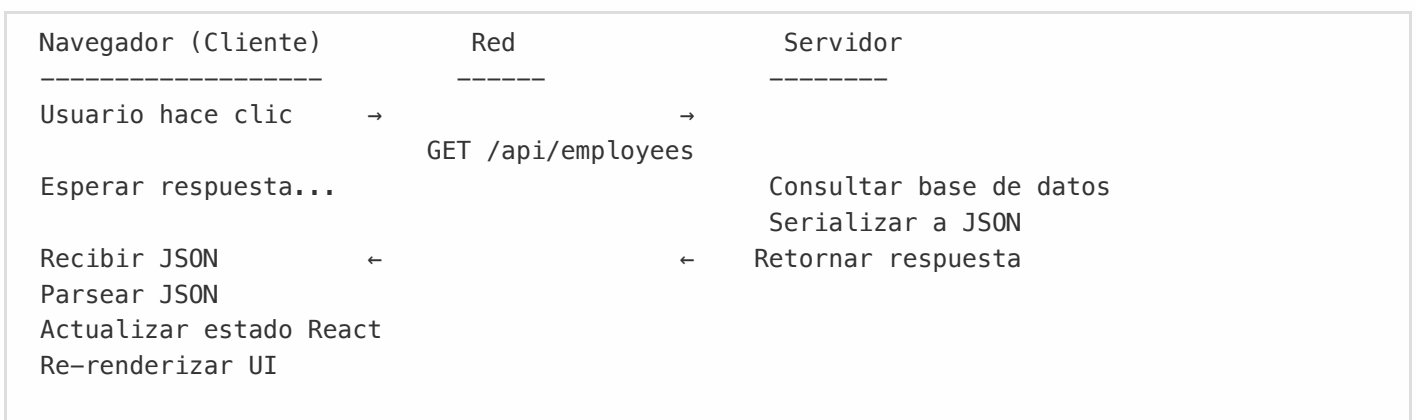 Navegador (Cliente)          Red                  Servidor
-------------------         ------               --------
Usuario hace clic     →                    →
                          GET /api/employees
Esperar respuesta...                             Consultar base de datos
                                                 Serializar a JSON
Recibir JSON          ←                    ←    Retornar respuesta
Parsear JSON
Actualizar estado React
Re-renderizar UI